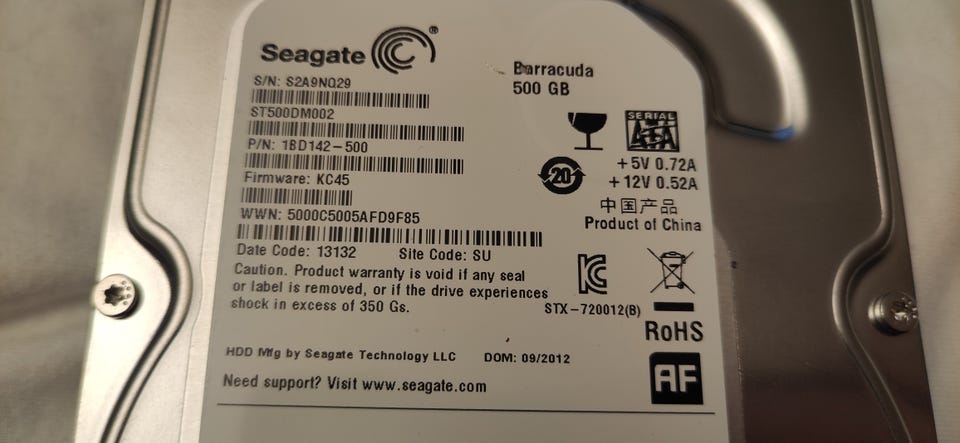 Seagate
®
S/N: S2A9NQ29
ST500DM002
P/N: 1BD142-500
Firmware: KC45
WWN: 5000C5005AFD9F85
Date Code: 13132 Site Code: SU
Caution. Product warranty is void if any seal
or label is removed, or if the drive experiences
shock in excess of 350 Gs.
HDD Mfg by Seagate Technology LLC DOM: 09/2012
Need support? Visit www.seagate.com
Barracuda
500 GB
SERIAL
ATA
20
+5V 0.72A
+12V 0.52A
中国产品
Product of China
STX-720012(B)
RoHS
AF